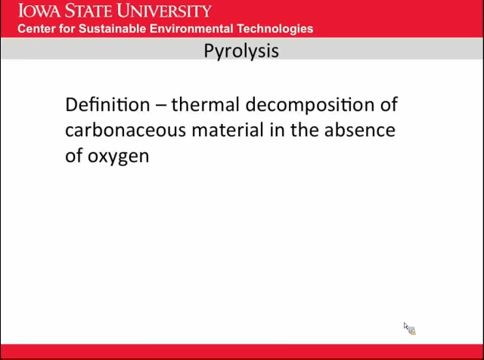 IOWA STATE UNIVERSITY
Center for Sustainable Environmental Technologies
Pyrolysis
Definition – thermal decomposition of
carbonaceous material in the absence
of oxygen